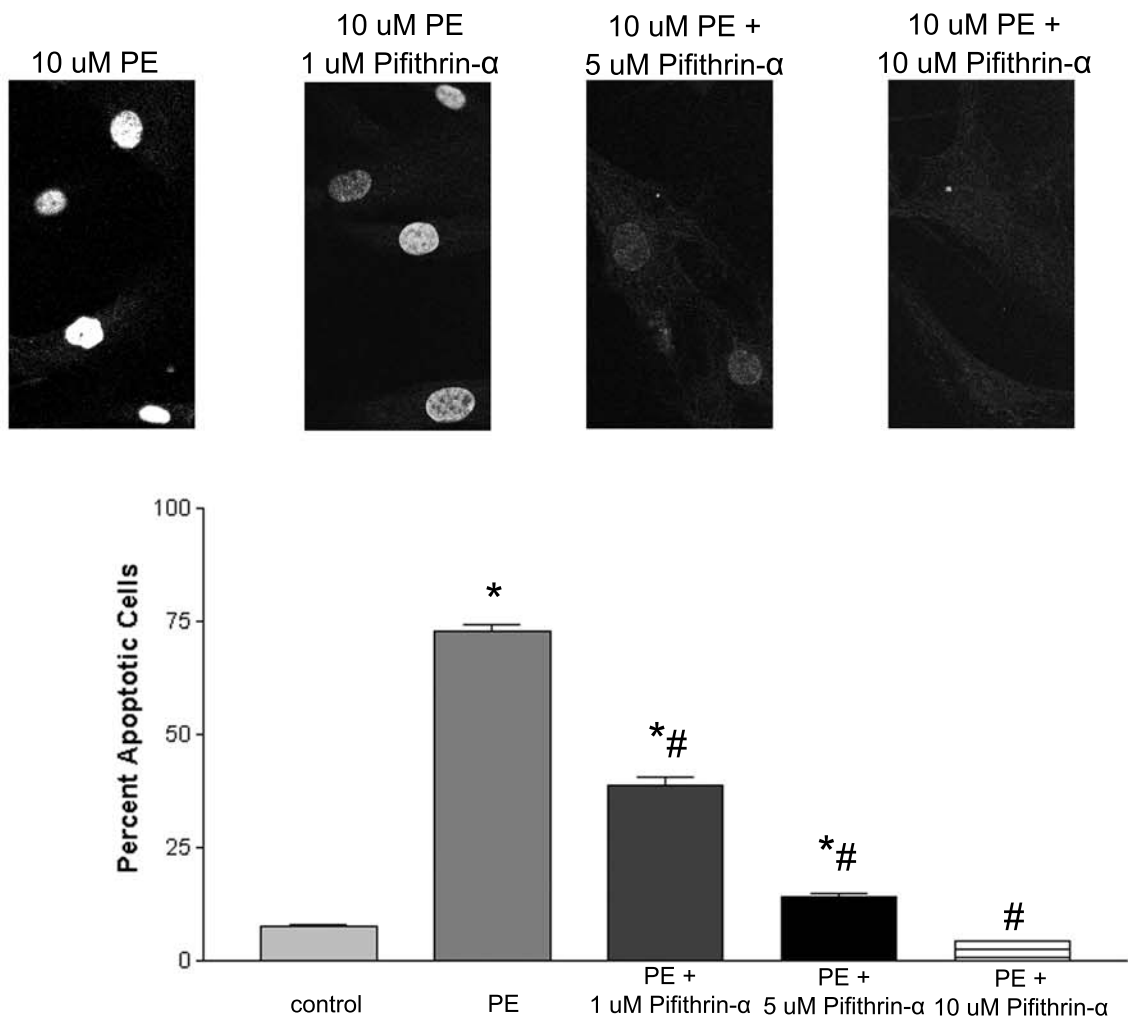 10 uM PE
10 uM PE
1 uM Pifithrin-α
10 uM PE +
5 uM Pifithrin-α
10 uM PE +
10 uM Pifithrin-α
Percent Apoptotic Cells
100
75
50
25
0
*
*#
*#
#
control
PE
PE +
1 uM Pifithrin-α
PE +
5 uM Pifithrin-α
PE +
10 uM Pifithrin-α